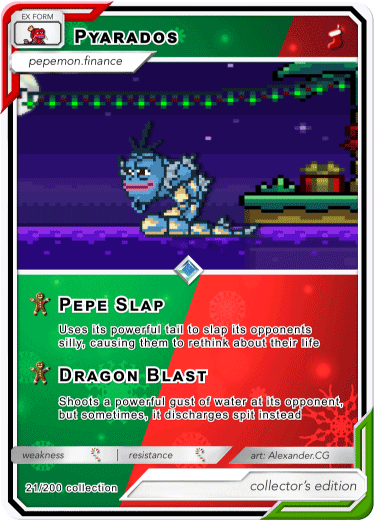 EX FORM
PYARADOS
pepemon.finance
PEPE SLAP
Uses its powerful tail to slap its opponents
silly, causing them to rethink about their life
DRAGON BLAST
Shoots a powerful gust of water at its opponent,
but sometimes, it discharges spit instead
weakness resistance art: Alexander.CG
21/200 collection collector's edition